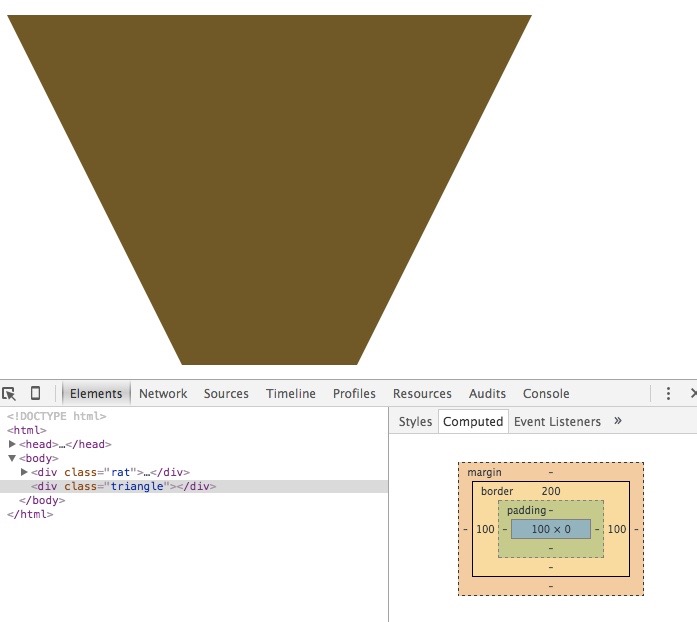 Elements Network Sources Timeline Profiles Resources Audits Console
<!DOCTYPE html>
<html>
<head>…</head>
<body>
<div class="rat">…</div>
<div class="triangle"></div>
</body>
</html>
Styles Computed Event Listeners »
margin -
border 200
padding -
- 100 - 100 × 0 - 100 -
-
-
-